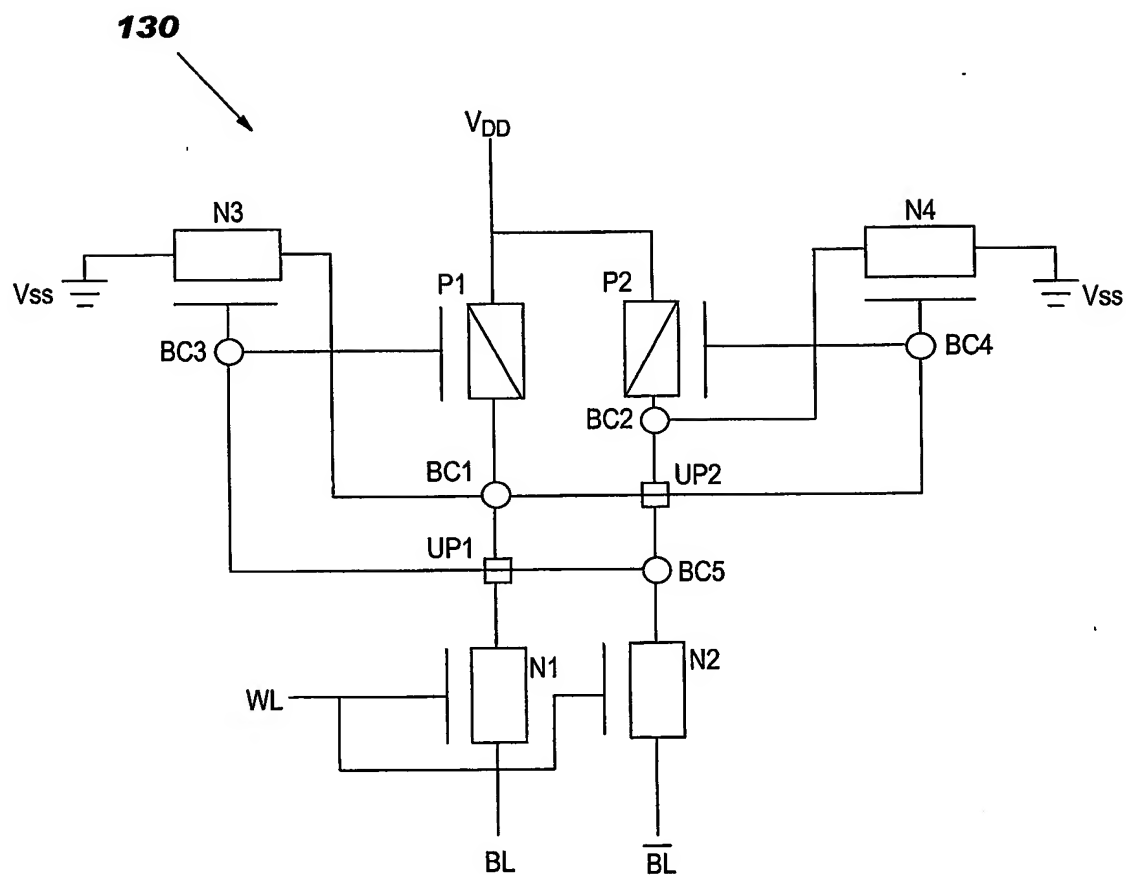 130
VDD
N3
N4
P1
P2
Vss
Vss
BC3
BC4
BC2
BC1
UP2
UP1
BC5
N1
N2
WL
BL
B̅L̅